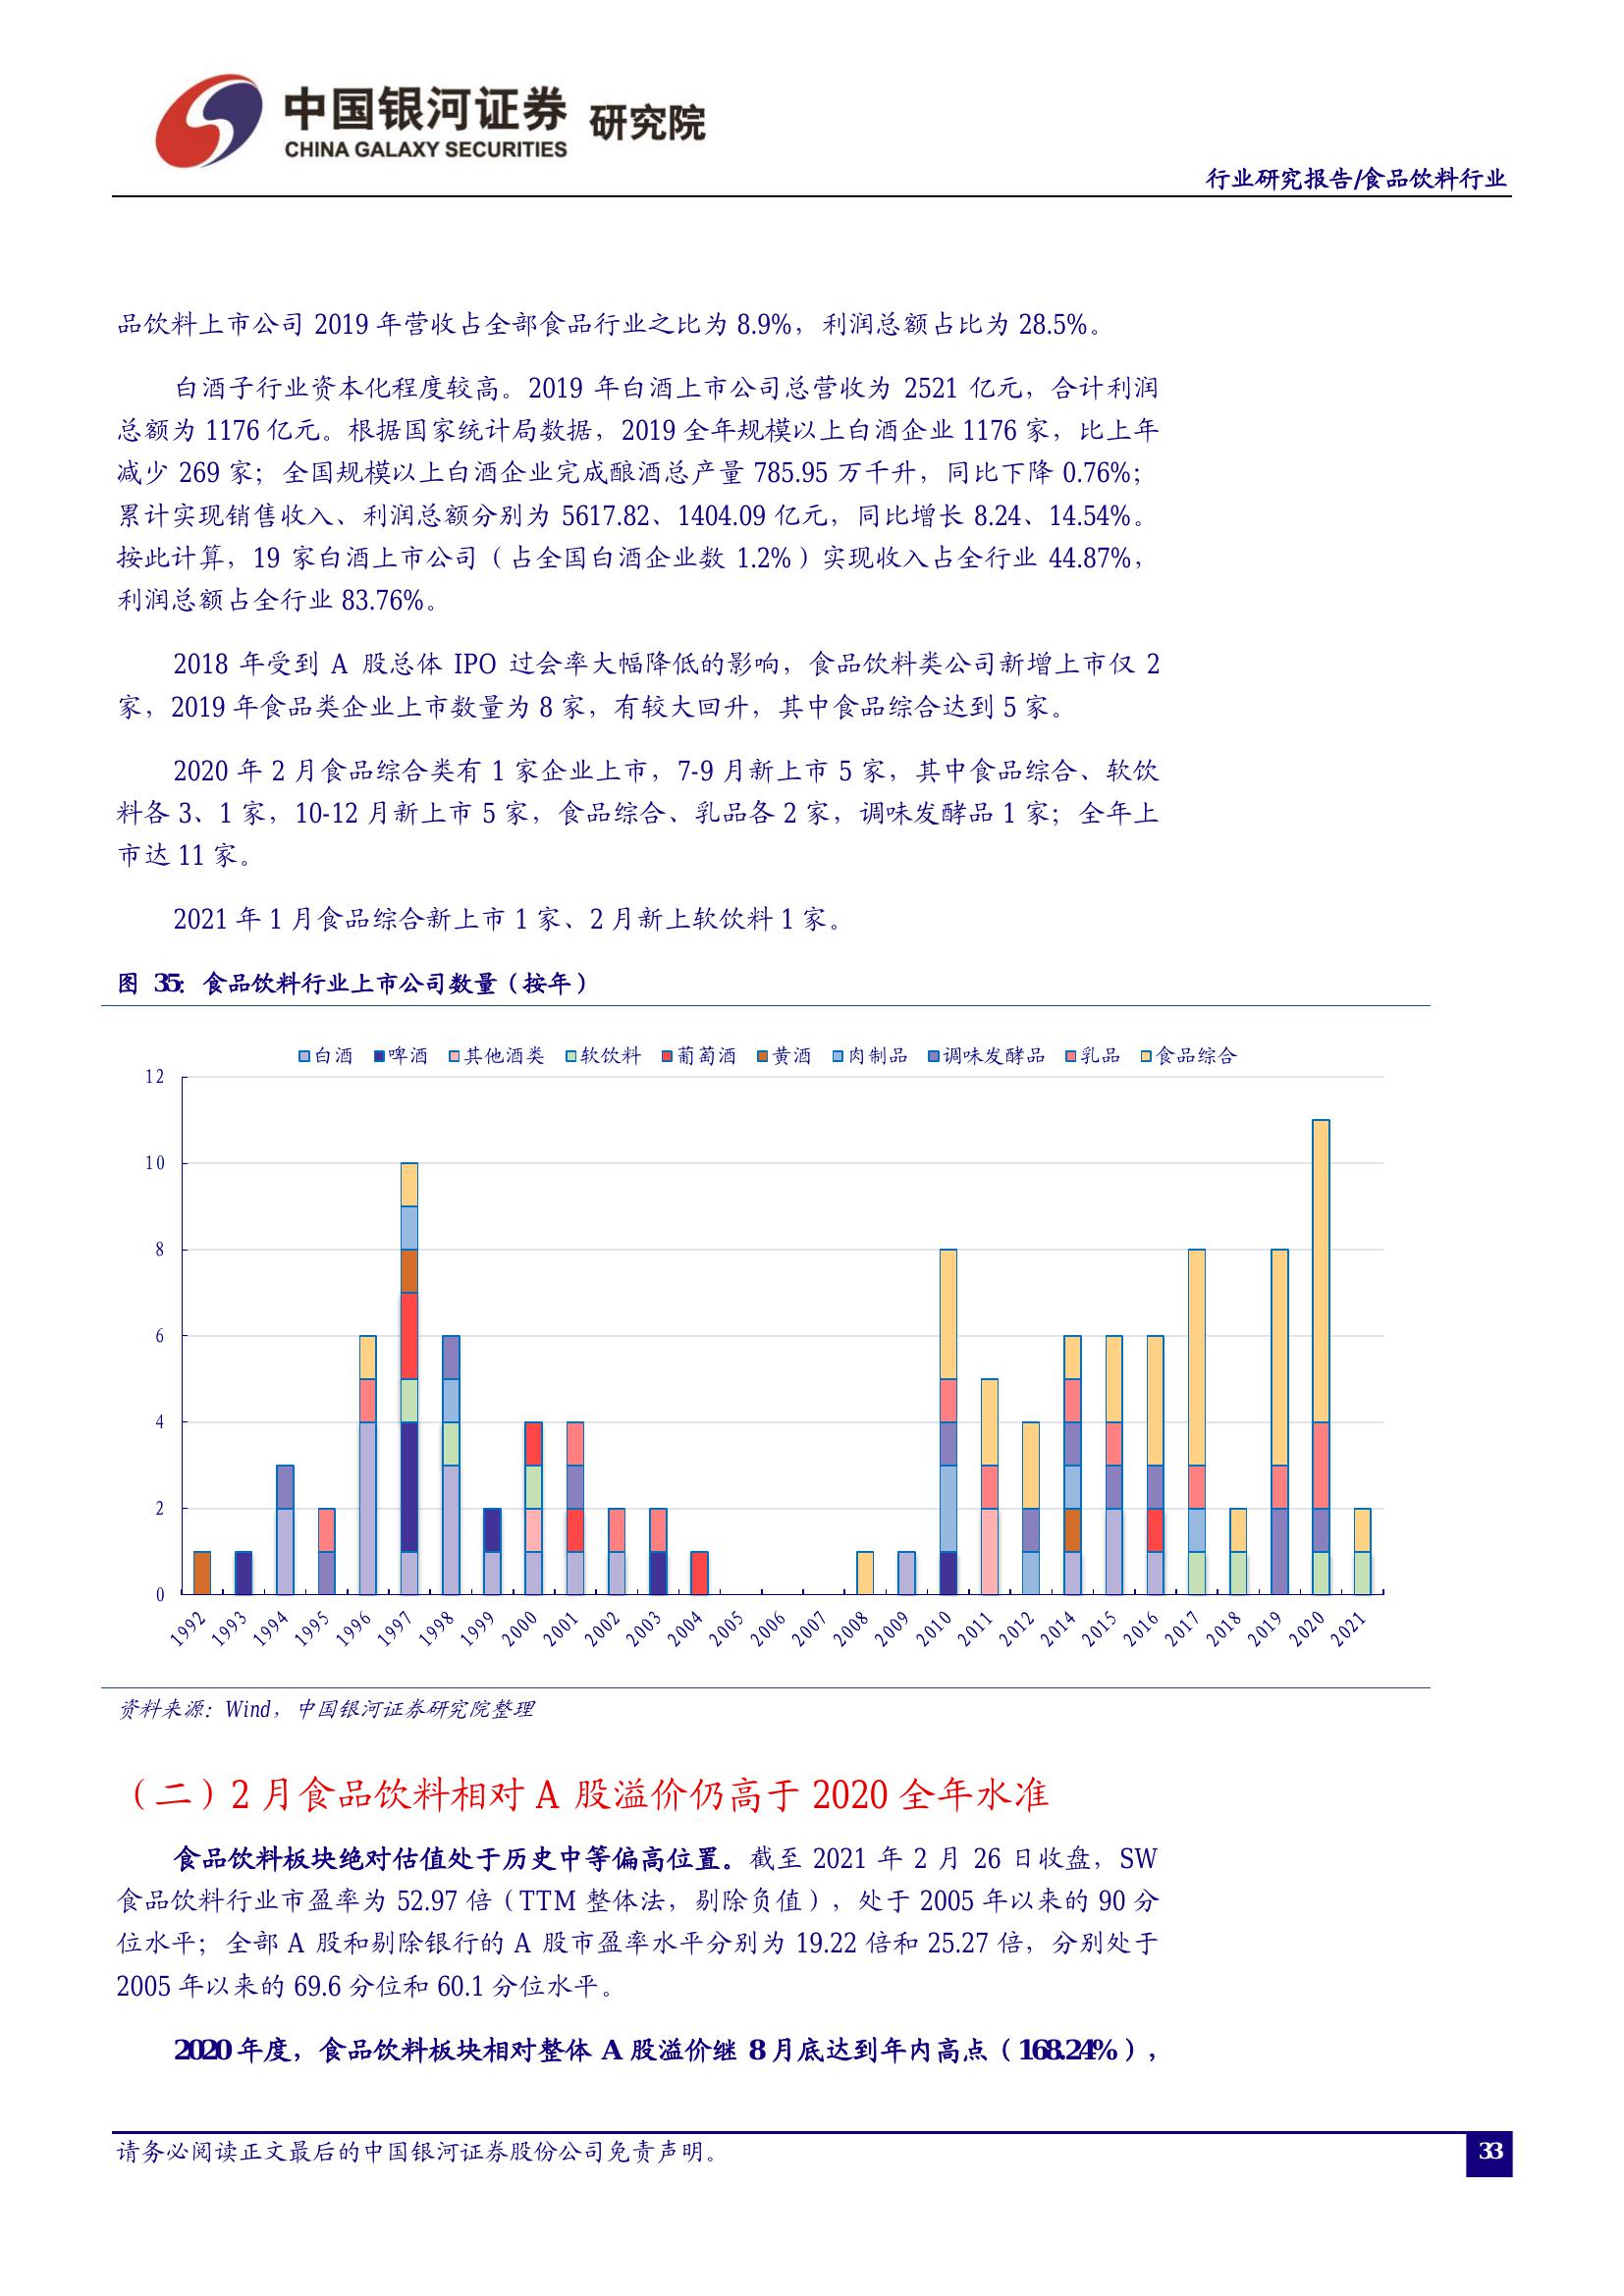 中国银河证券 研究院
CHINA GALAXY SECURITIES
行业研究报告/食品饮料行业
品饮料上市公司 2019 年营收占全部食品行业之比为 8.9%，利润总额占比为 28.5%。
白酒子行业资本化程度较高。2019 年白酒上市公司总营收为 2521 亿元，合计利润
总额为 1176 亿元。根据国家统计局数据，2019 全年规模以上白酒企业 1176 家，比上年
减少 269 家；全国规模以上白酒企业完成酿酒总产量 785.95 万千升，同比下降 0.76%；
累计实现销售收入、利润总额分别为 5617.82、1404.09 亿元，同比增长 8.24、14.54%。
按此计算，19 家白酒上市公司（占全国白酒企业数 1.2%）实现收入占全行业 44.87%，
利润总额占全行业 83.76%。
2018 年受到 A 股总体 IPO 过会率大幅降低的影响，食品饮料类公司新增上市仅 2
家，2019 年食品类企业上市数量为 8 家，有较大回升，其中食品综合达到 5 家。
2020 年 2 月食品综合类有 1 家企业上市，7-9 月新上市 5 家，其中食品综合、软饮
料各 3、1 家，10-12 月新上市 5 家，食品综合、乳品各 2 家，调味发酵品 1 家；全年上
市达 11 家。
2021 年 1 月食品综合新上市 1 家、2 月新上软饮料 1 家。
图 35：食品饮料行业上市公司数量（按年）
白酒 啤酒 其他酒类 软饮料 葡萄酒 黄酒 肉制品 调味发酵品 乳品 食品综合
12
10
8
6
4
2
0
1992 1993 1994 1995 1996 1997 1998 1999 2000 2001 2002 2003 2004 2005 2006 2007 2008 2009 2010 2011 2012 2014 2015 2016 2017 2018 2019 2020 2021
资料来源：Wind，中国银河证券研究院整理
（二）2 月食品饮料相对 A 股溢价仍高于 2020 全年水准
食品饮料板块绝对估值处于历史中等偏高位置。截至 2021 年 2 月 26 日收盘，SW
食品饮料行业市盈率为 52.97 倍（TTM 整体法，剔除负值），处于 2005 年以来的 90 分
位水平；全部 A 股和剔除银行的 A 股市盈率水平分别为 19.22 倍和 25.27 倍，分别处于
2005 年以来的 69.6 分位和 60.1 分位水平。
2020 年度，食品饮料板块相对整体 A 股溢价继 8 月底达到年内高点（168.24%），
请务必阅读正文最后的中国银河证券股份公司免责声明。
33